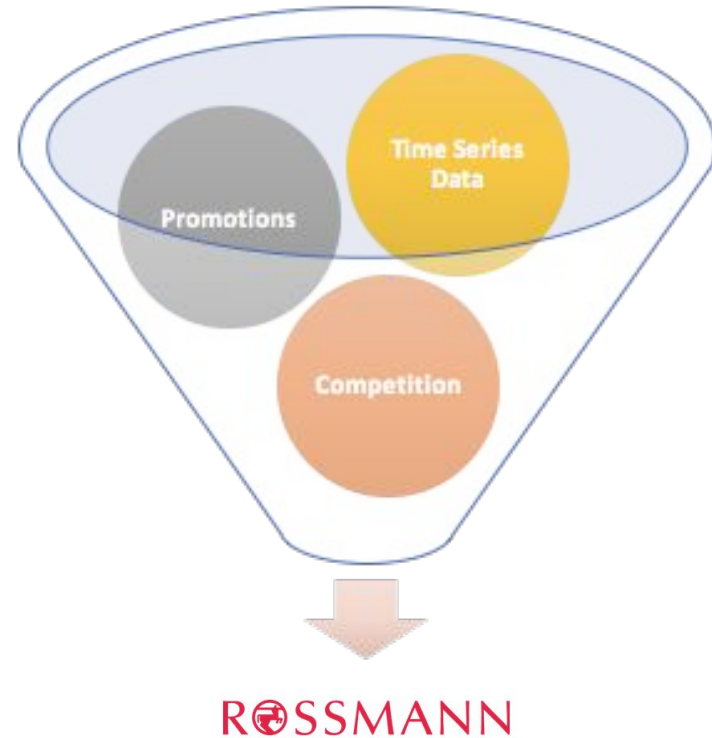 Time Series
Data
Promotions
Competition
ROSSMANN